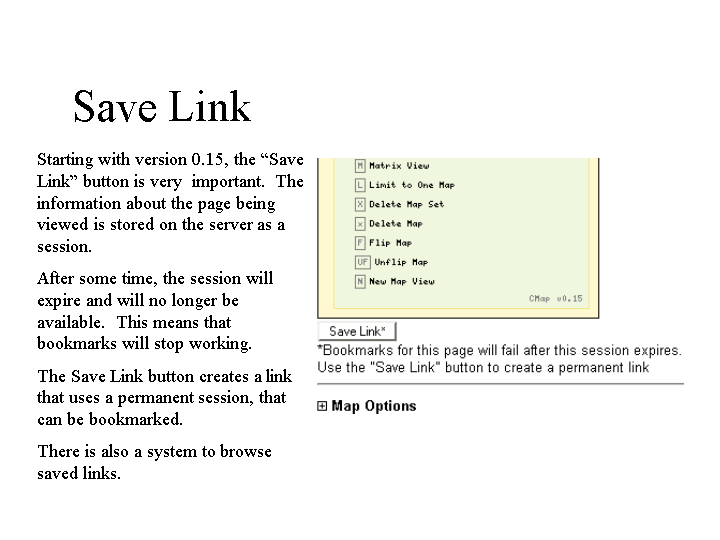 Save Link
Starting with version 0.15, the “Save
Link” button is very  important.  The
information about the page being
viewed is stored on the server as a
session.
After some time, the session will
expire and will no longer be
available.  This means that
bookmarks will stop working.
The Save Link button creates a link
that uses a permanent session, that
can be bookmarked.
There is also a system to browse
saved links.
M Matrix View
L Limit to One Map
X Delete Map Set
x Delete Map
F Flip Map
UF Unflip Map
N New Map View
CMap v0.15
Save Link*
*Bookmarks for this page will fail after this session expires.
Use the "Save Link" button to create a permanent link
Map Options